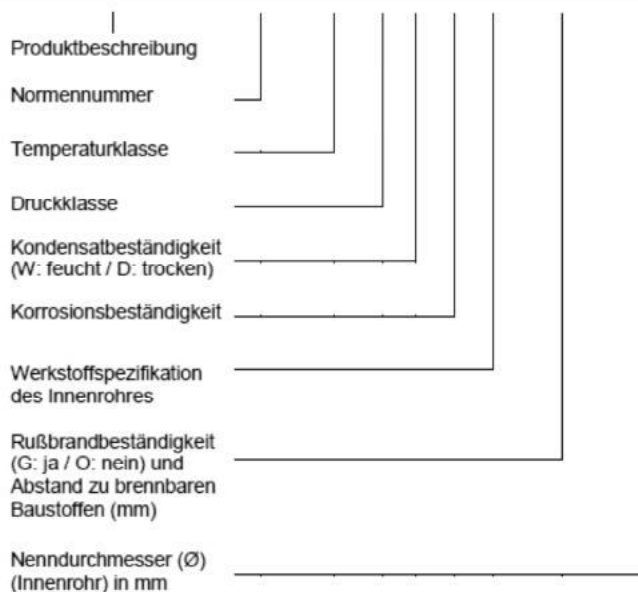 Produktbeschreibung
Normennummer
Temperaturklasse
Druckklasse
Kondensatbeständigkeit
(W: feucht / D: trocken)
Korrosionsbeständigkeit
Werkstoffspezifikation
des Innenrohres
Rußbrandbeständigkeit
(G: ja / O: nein) und
Abstand zu brennbaren
Baustoffen (mm)
Nenndurchmesser (Ø)
(Innenrohr) in mm